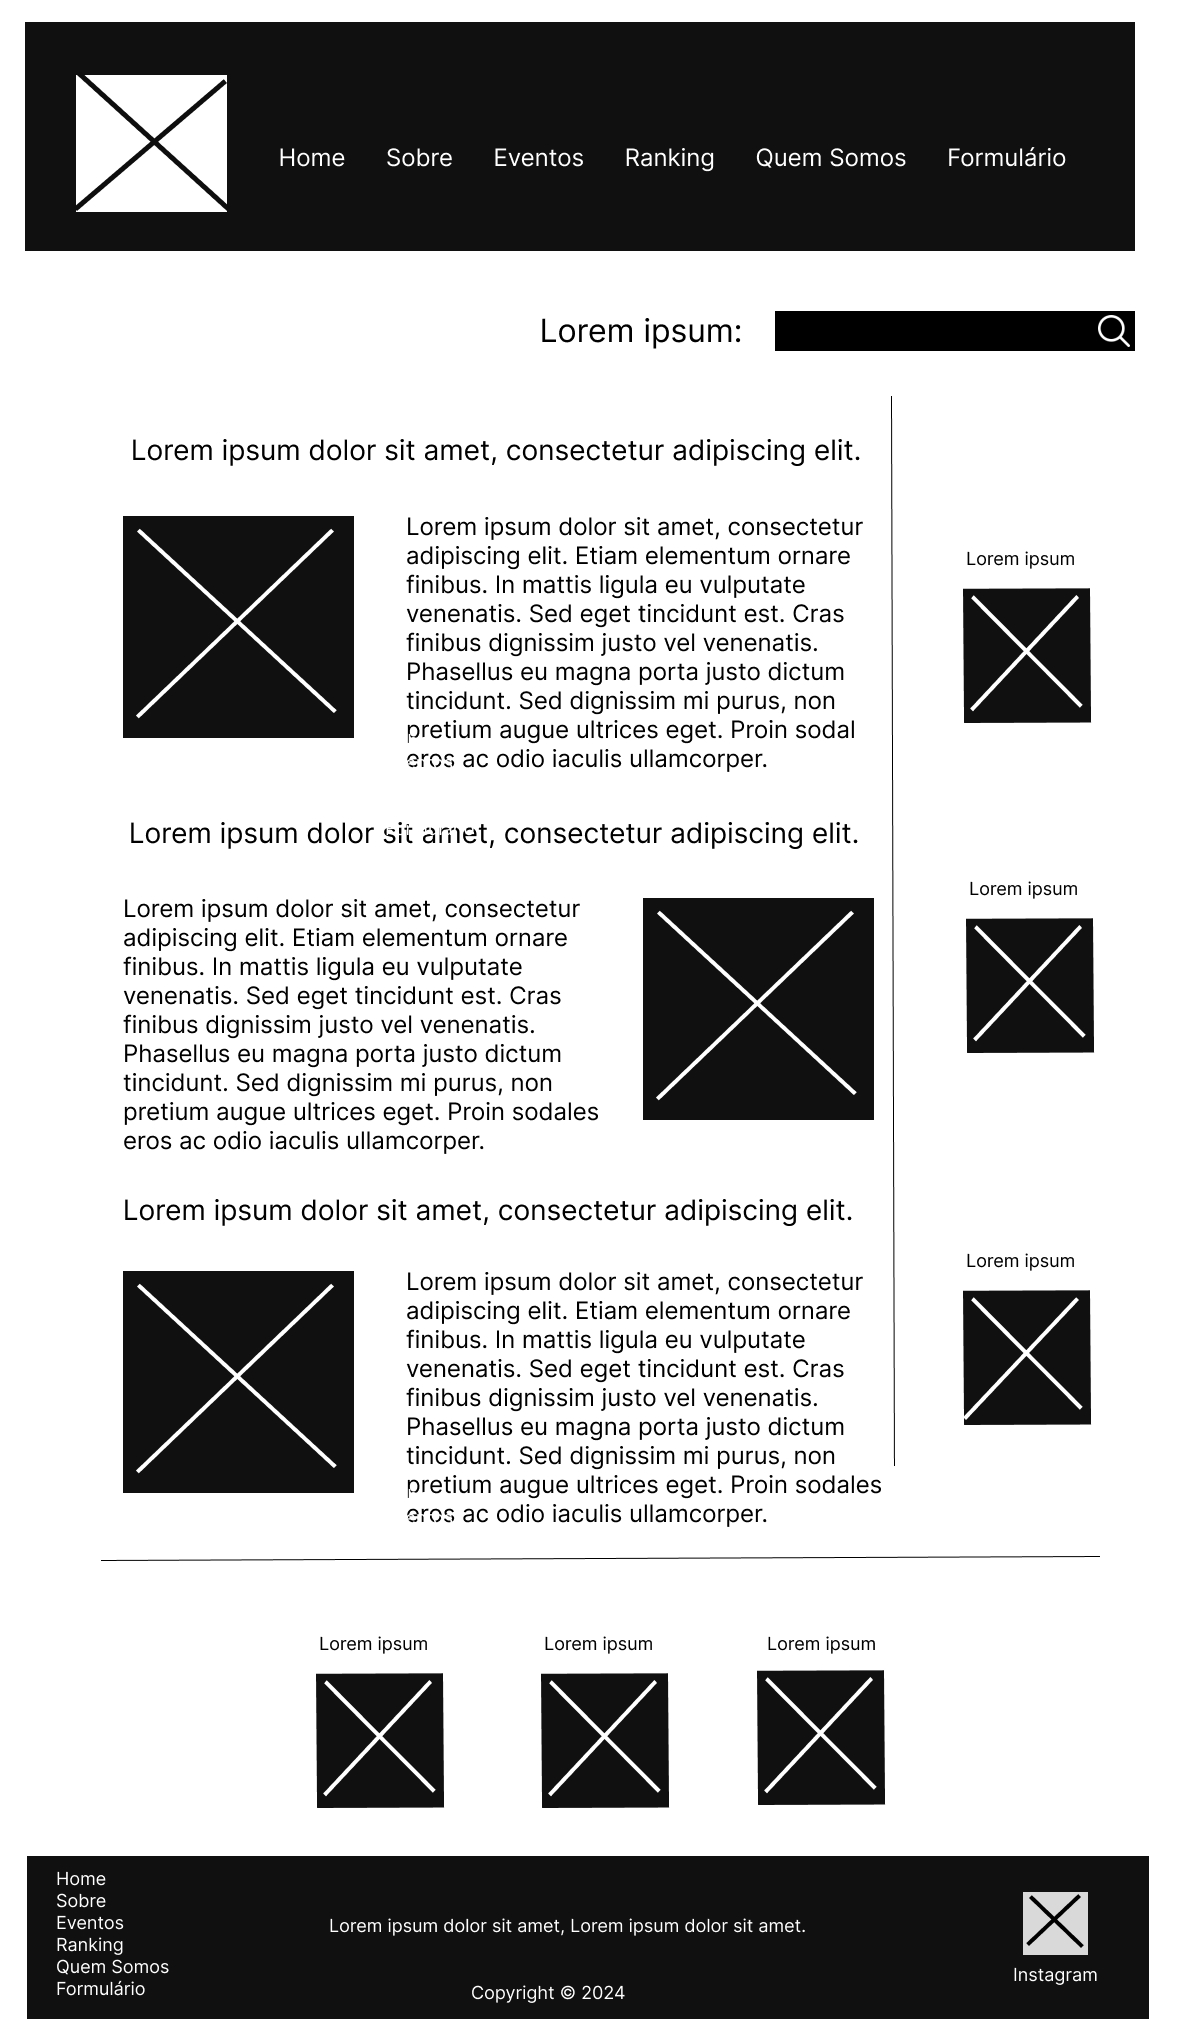 Home Sobre Eventos Ranking Quem Somos Formulário
Lorem ipsum:
Lorem ipsum dolor sit amet, consectetur adipiscing elit.
Lorem ipsum dolor sit amet, consectetur
adipiscing elit. Etiam elementum ornare
finibus. In mattis ligula eu vulputate
venenatis. Sed eget tincidunt est. Cras
finibus dignissim justo vel venenatis.
Phasellus eu magna porta justo dictum
tincidunt. Sed dignissim mi purus, non
pretium augue ultrices eget. Proin sodal
eros ac odio iaculis ullamcorper.
Lorem ipsum dolor sit amet, consectetur adipiscing elit.
Lorem ipsum dolor sit amet, consectetur
adipiscing elit. Etiam elementum ornare
finibus. In mattis ligula eu vulputate
venenatis. Sed eget tincidunt est. Cras
finibus dignissim justo vel venenatis.
Phasellus eu magna porta justo dictum
tincidunt. Sed dignissim mi purus, non
pretium augue ultrices eget. Proin sodales
eros ac odio iaculis ullamcorper.
Lorem ipsum dolor sit amet, consectetur adipiscing elit.
Lorem ipsum dolor sit amet, consectetur
adipiscing elit. Etiam elementum ornare
finibus. In mattis ligula eu vulputate
venenatis. Sed eget tincidunt est. Cras
finibus dignissim justo vel venenatis.
Phasellus eu magna porta justo dictum
tincidunt. Sed dignissim mi purus, non
pretium augue ultrices eget. Proin sodales
eros ac odio iaculis ullamcorper.
Lorem ipsum
Lorem ipsum
Lorem ipsum
Lorem ipsum
Lorem ipsum
Lorem ipsum
Home
Sobre
Eventos
Ranking
Quem Somos
Formulário
Lorem ipsum dolor sit amet, Lorem ipsum dolor sit amet.
Copyright © 2024
Instagram